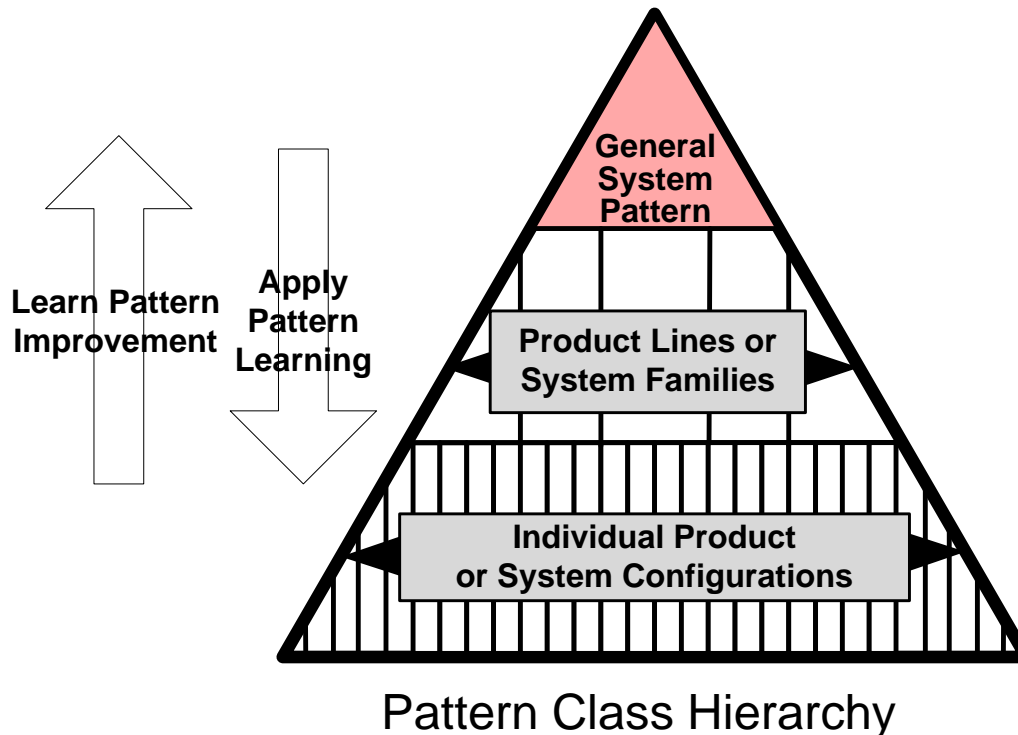 General
System
Pattern
Learn Pattern
Improvement
Apply
Pattern
Learning
Product Lines or
System Families
Individual Product
or System Configurations
Pattern Class Hierarchy